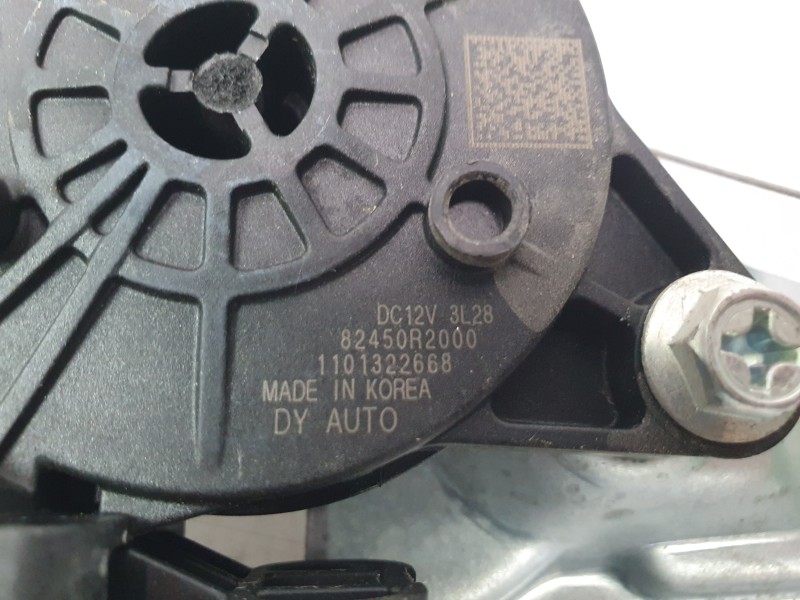 DC12V 3L28
82450R2000
1101322668
MADE IN KOREA
DY AUTO